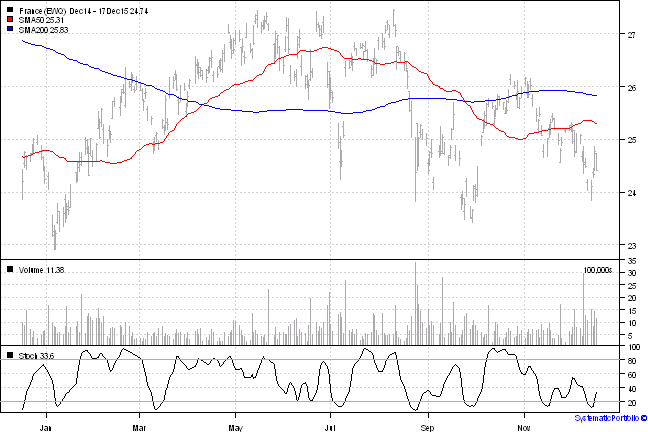 France (EWQ) Dec14 - 17Dec15 24.74
SMA50 25.31
SMA200 25.83
27
26
25
24
23
Volume 11.38
100,000s
35
30
25
20
15
10
5
Stoch 33.6
100
80
60
40
20
Jan Mar May Jul Sep Nov
SystematicPortfolio ©